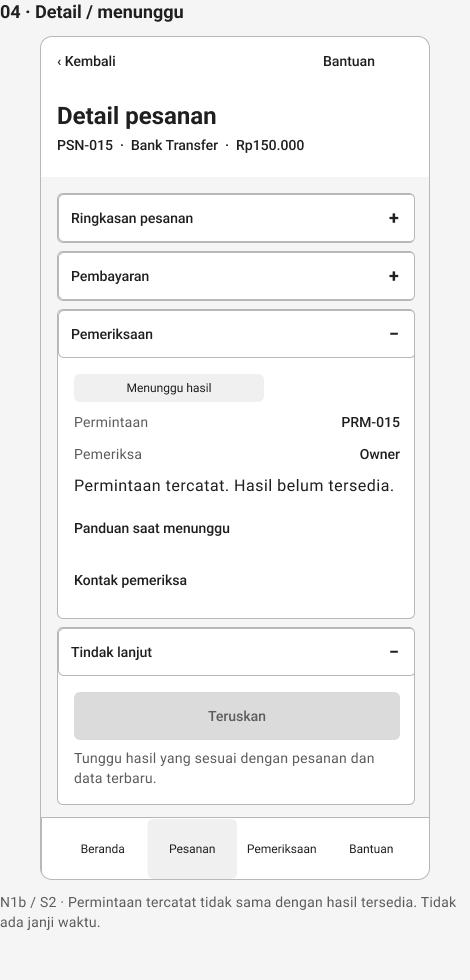 04 · Detail / menunggu
‹ Kembali
Bantuan
Detail pesanan
PSN-015 · Bank Transfer · Rp150.000
Ringkasan pesanan +
Pembayaran +
Pemeriksaan −
Menunggu hasil
Permintaan PRM-015
Pemeriksa Owner
Permintaan tercatat. Hasil belum tersedia.
Panduan saat menunggu
Kontak pemeriksa
Tindak lanjut −
Teruskan
Tunggu hasil yang sesuai dengan pesanan dan
data terbaru.
Beranda Pesanan Pemeriksaan Bantuan
N1b / S2 · Permintaan tercatat tidak sama dengan hasil tersedia. Tidak
ada janji waktu.